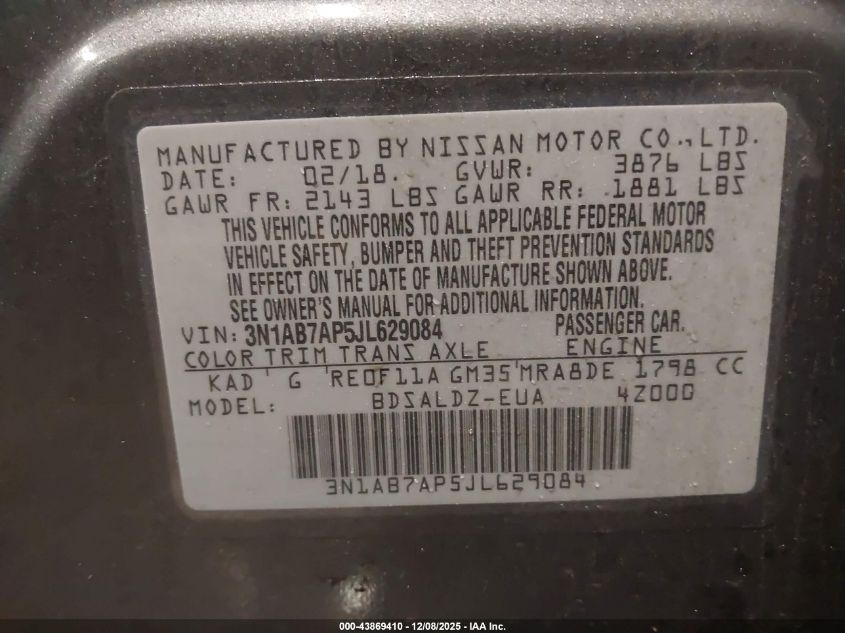 MANUFACTURED BY NISSAN MOTOR CO., LTD.
DATE: 02/18. GVWR: 3876 LBS
GAWR FR: 2143 LBS GAWR RR: 1881 LBS
THIS VEHICLE CONFORMS TO ALL APPLICABLE FEDERAL MOTOR
VEHICLE SAFETY, BUMPER AND THEFT PREVENTION STANDARDS
IN EFFECT ON THE DATE OF MANUFACTURE SHOWN ABOVE.
SEE OWNER'S MANUAL FOR ADDITIONAL INFORMATION.
VIN: 3N1AB7AP5JL629084 PASSENGER CAR.
COLOR TRIM TRANS AXLE ENGINE
KAD G RE0F11A GM35 MRA8DE 1798 CC
MODEL: BDSALDZ-EUA 4Z000
3N1AB7AP5JL629084
000-43869410 - 12/08/2025 - IAA Inc.